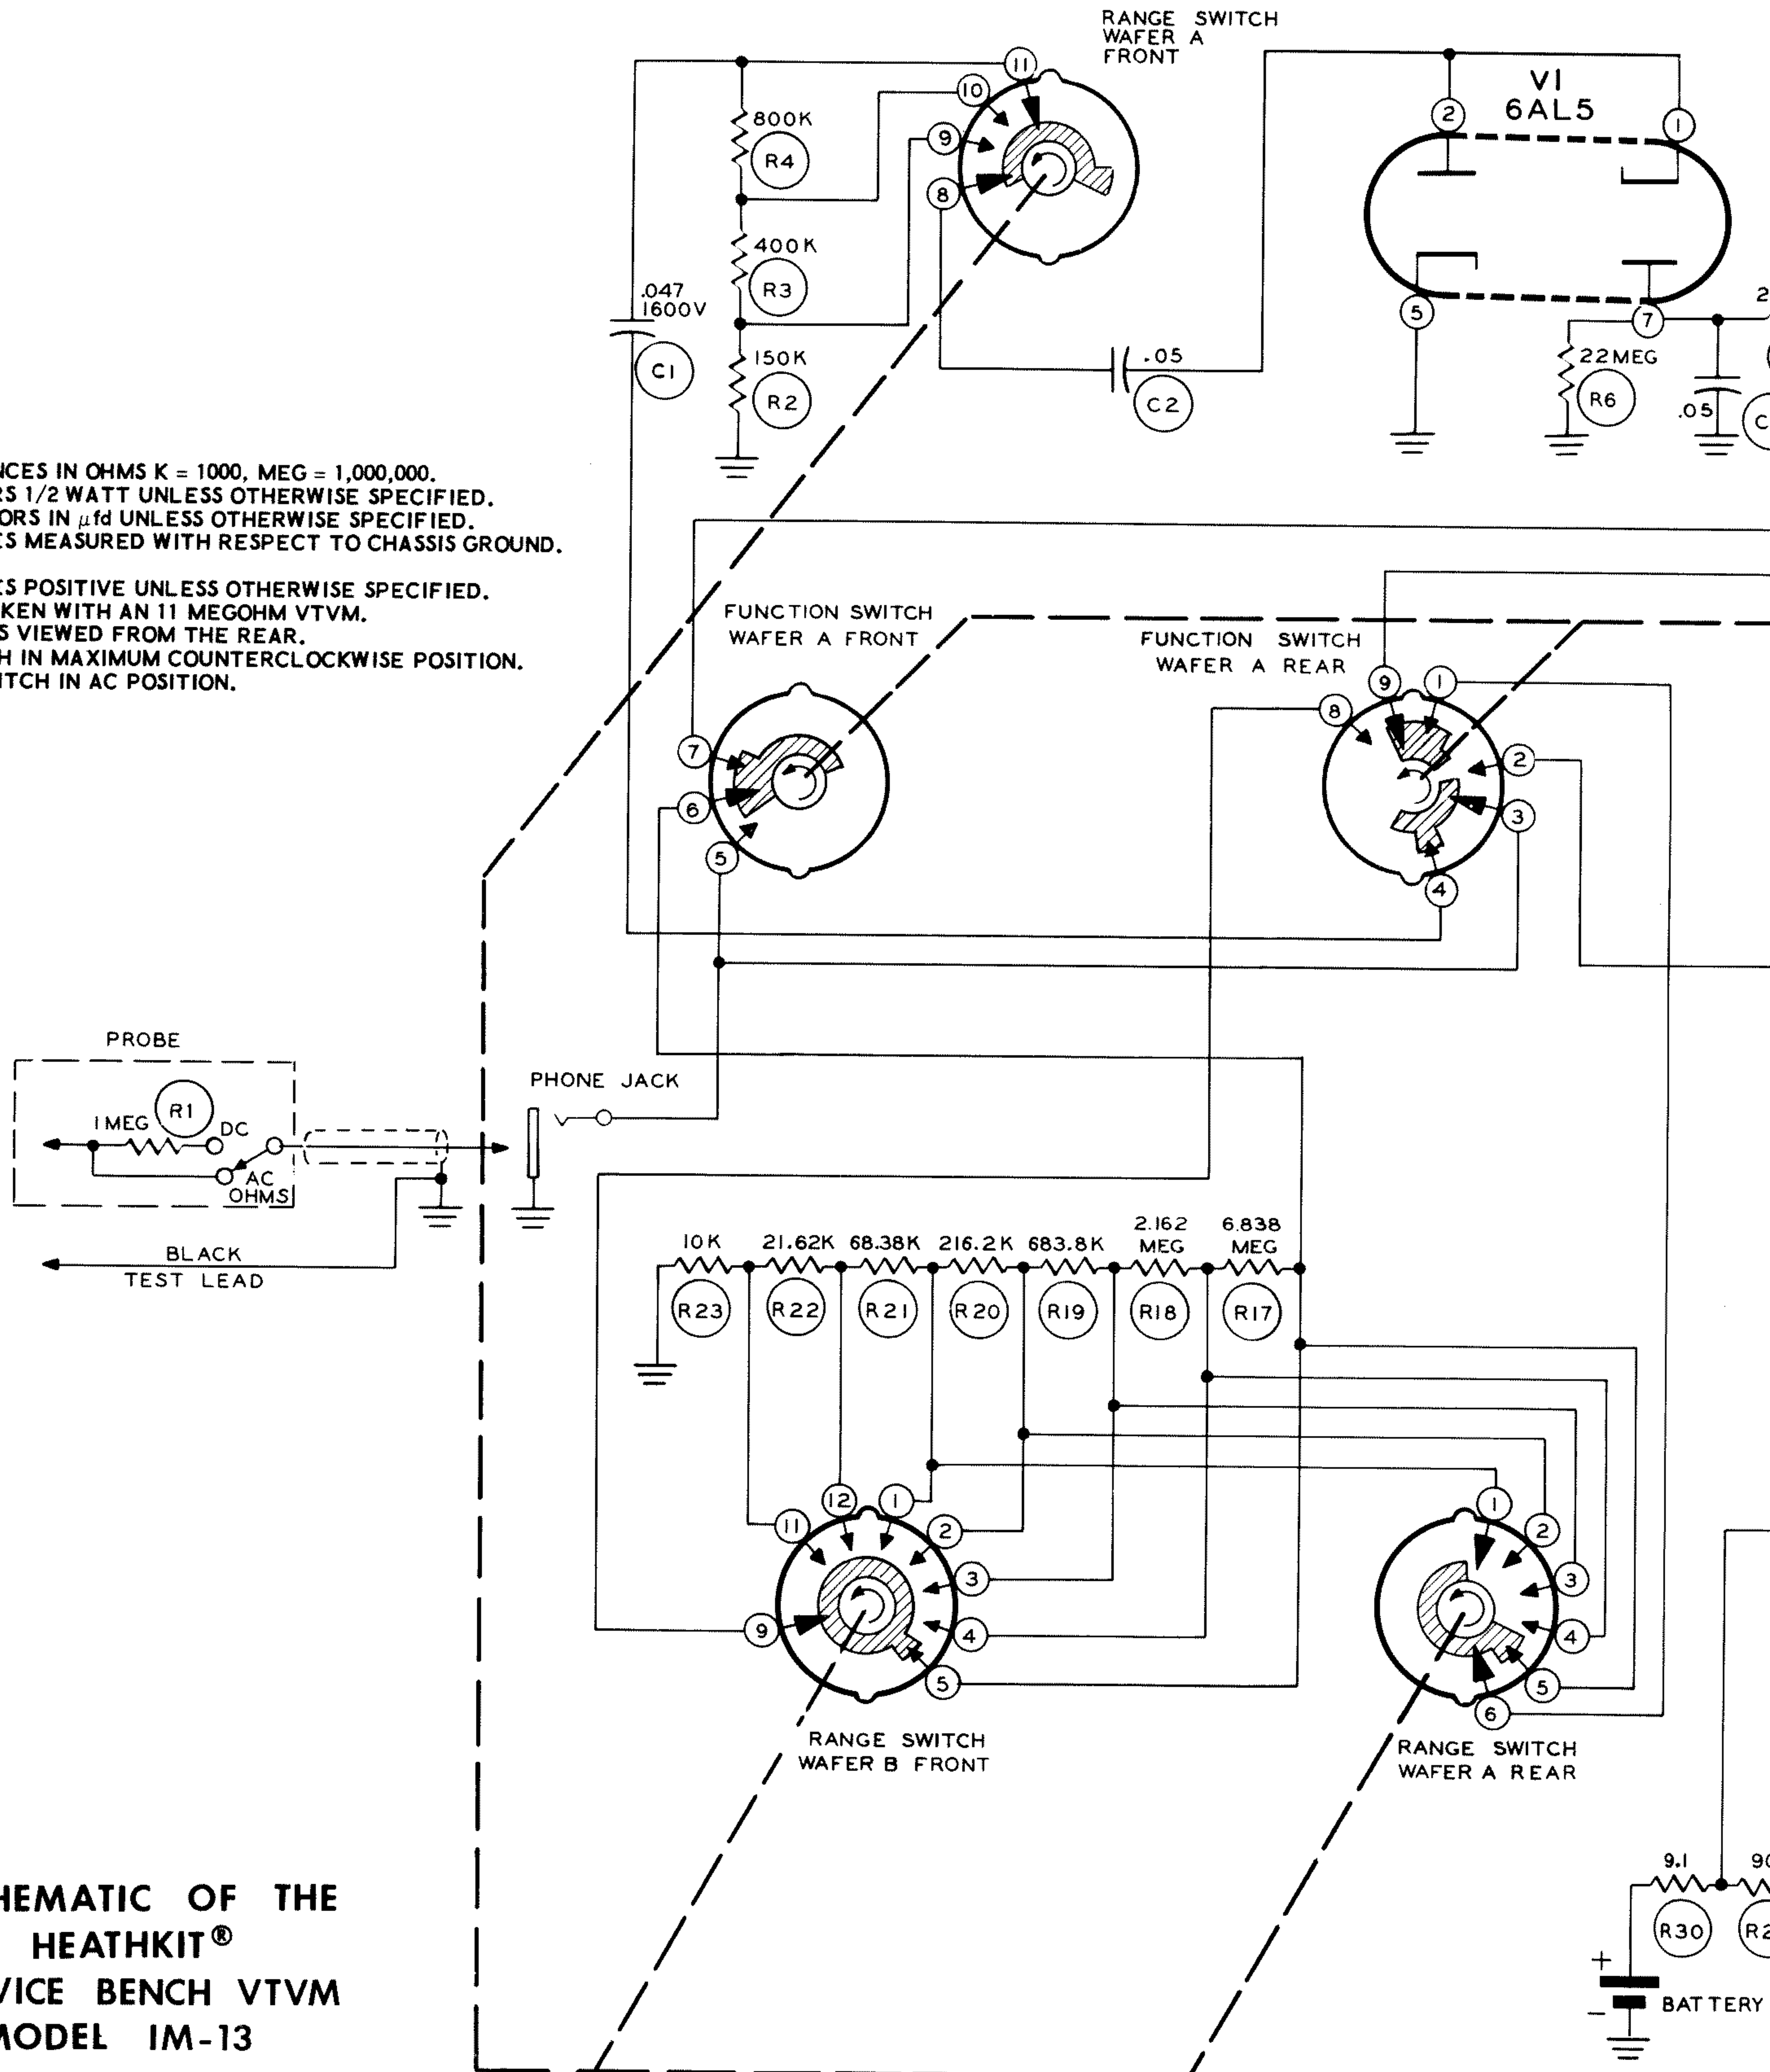 RANGE SWITCH
WAFER A
FRONT
11
10
9
8
800K
R4
400K
R3
150K
R2
.047
1600V
C1
.05
C2
V1
6AL5
2
1
5
7
22MEG
R6
.05
NCES IN OHMS K = 1000, MEG = 1,000,000.
RS 1/2 WATT UNLESS OTHERWISE SPECIFIED.
ORS IN µfd UNLESS OTHERWISE SPECIFIED.
ES MEASURED WITH RESPECT TO CHASSIS GROUND.
ES POSITIVE UNLESS OTHERWISE SPECIFIED.
KEN WITH AN 11 MEGOHM VTVM.
S VIEWED FROM THE REAR.
H IN MAXIMUM COUNTERCLOCKWISE POSITION.
ITCH IN AC POSITION.
FUNCTION SWITCH
WAFER A FRONT
7
6
5
FUNCTION SWITCH
WAFER A REAR
9
1
8
2
3
4
PROBE
R1
1MEG
DC
AC
OHMS
BLACK
TEST LEAD
PHONE JACK
10K
21.62K
68.38K
216.2K
683.8K
2.162
MEG
6.838
MEG
R23
R22
R21
R20
R19
R18
R17
12
1
11
2
3
9
4
5
RANGE SWITCH
WAFER B FRONT
1
2
3
4
5
6
RANGE SWITCH
WAFER A REAR
9.1
R30
+
-
BATTERY
HEMATIC OF THE
HEATHKIT®
VICE BENCH VTVM
MODEL IM-13